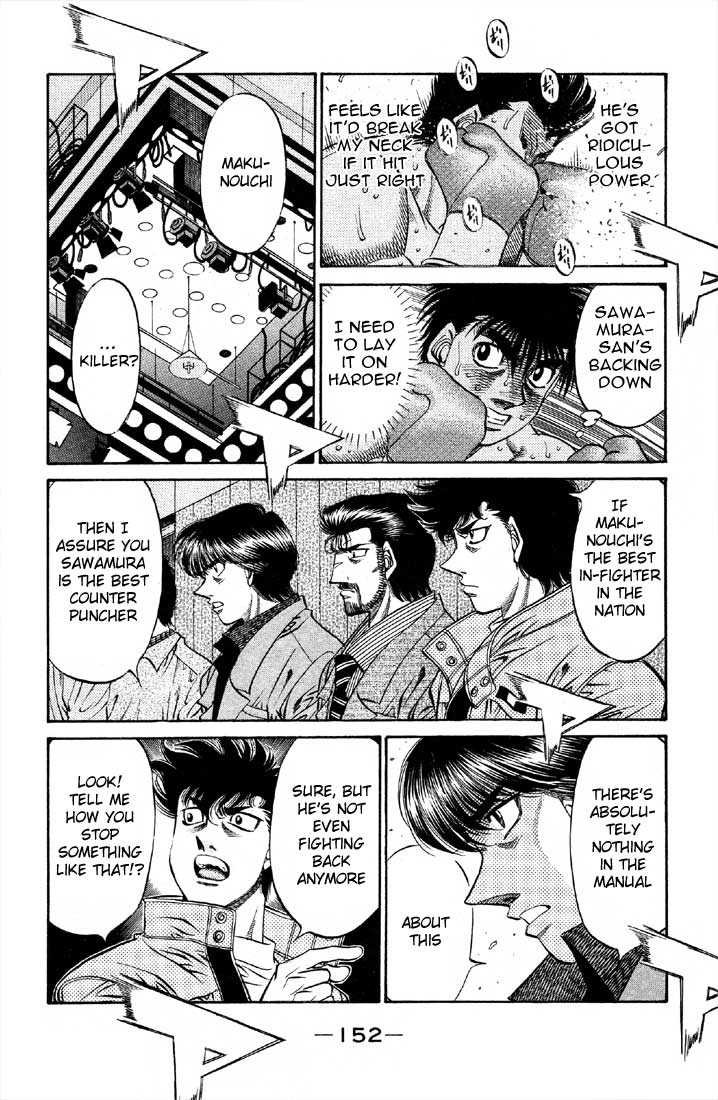 HE'S
GOT
RIDICU-
LOUS
POWER
FEELS LIKE
IT'D BREAK
MY NECK
IF IT HIT
JUST RIGHT
SAWA-
MURA-
SAN'S
BACKING
DOWN
I NEED
TO LAY
IT ON
HARDER!
MAKU-
NOUCHI
...
KILLER?
IF
MAKU-
NOUCHI'S
THE BEST
IN-FIGHTER
IN THE
NATION
THEN I
ASSURE YOU
SAWAMURA
IS THE BEST
COUNTER
PUNCHER
THERE'S
ABSOLU-
TELY
NOTHING
IN THE
MANUAL
ABOUT
THIS
SURE, BUT
HE'S NOT
EVEN
FIGHTING
BACK
ANYMORE
LOOK!
TELL ME
HOW YOU
STOP
SOMETHING
LIKE THAT!?
—152—